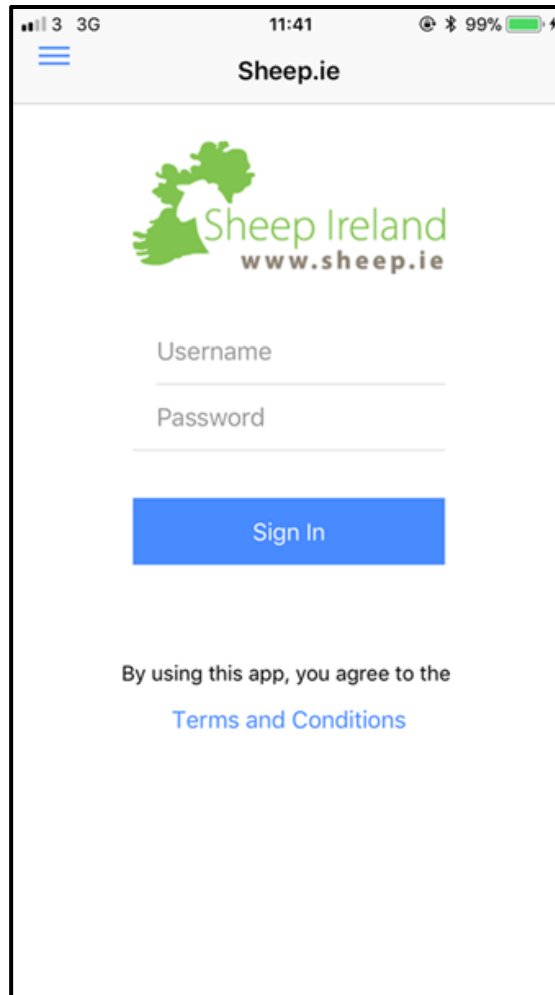 3 3G 11:41 99%
Sheep.ie
Sheep Ireland
www.sheep.ie
Username
Password
Sign In
By using this app, you agree to the
Terms and Conditions